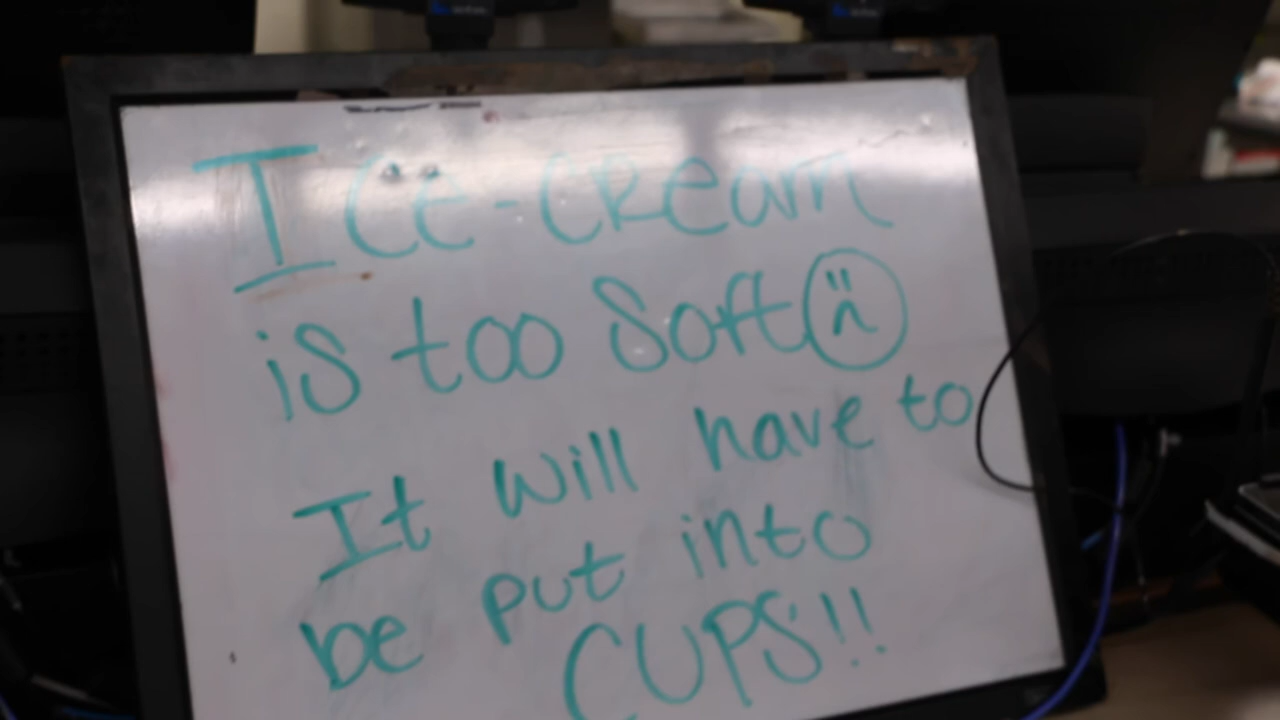 ICE-CREam
is too Soft
It will have to
be put into
CUPS!!